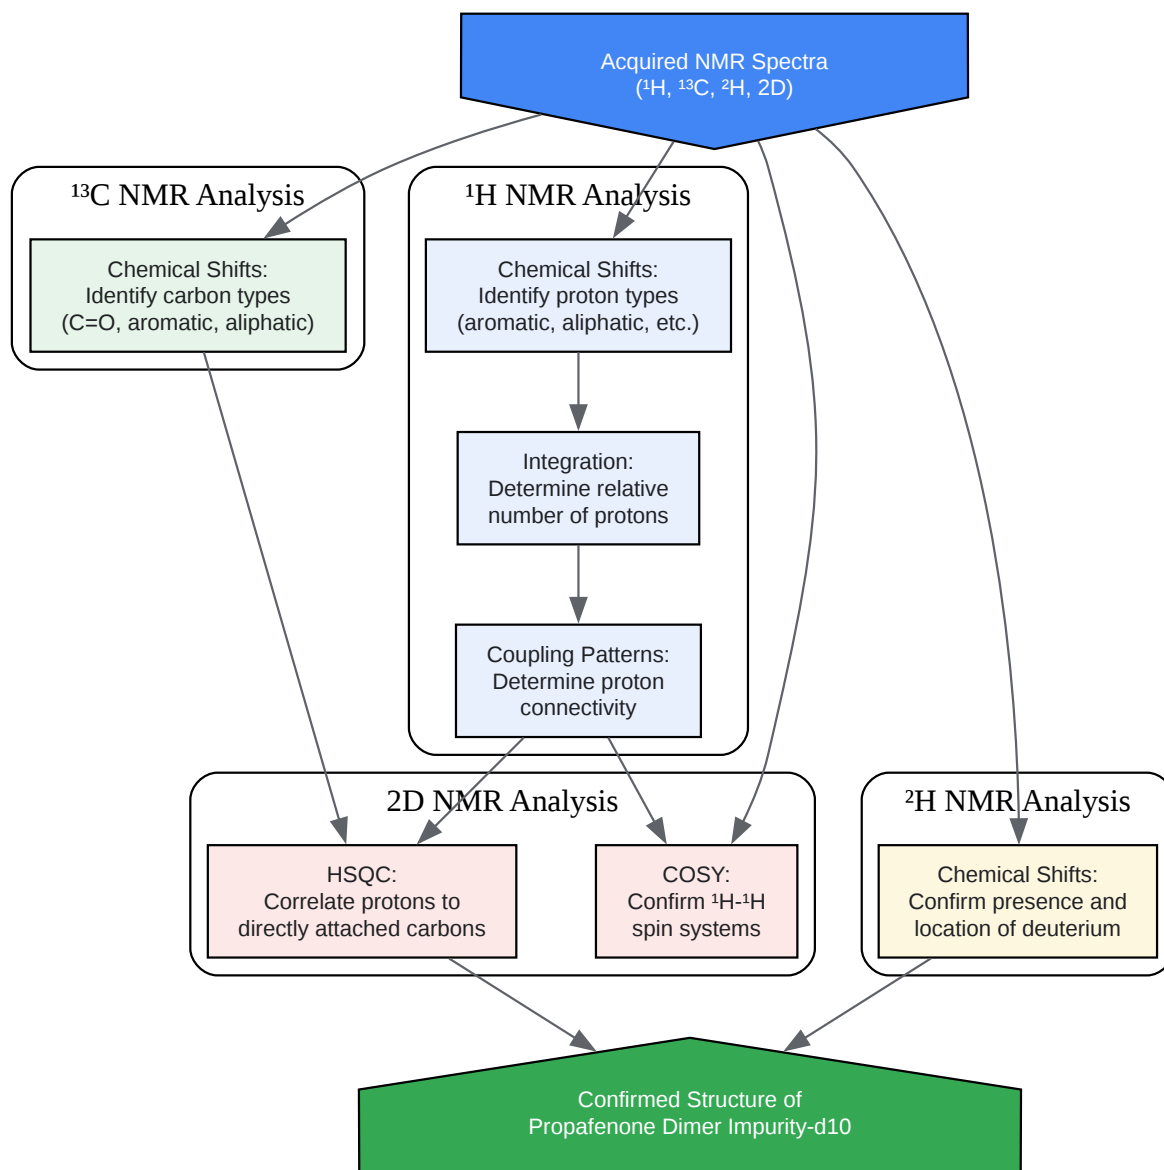 Acquired NMR Spectra
(¹H, ¹³C, ²H, 2D)
¹³C NMR Analysis
Chemical Shifts:
Identify carbon types
(C=O, aromatic, aliphatic)
¹H NMR Analysis
Chemical Shifts:
Identify proton types
(aromatic, aliphatic, etc.)
Integration:
Determine relative
number of protons
Coupling Patterns:
Determine proton
connectivity
2D NMR Analysis
HSQC:
Correlate protons to
directly attached carbons
COSY:
Confirm ¹H-¹H
spin systems
²H NMR Analysis
Chemical Shifts:
Confirm presence and
location of deuterium
Confirmed Structure of
Propafenone Dimer Impurity-d10